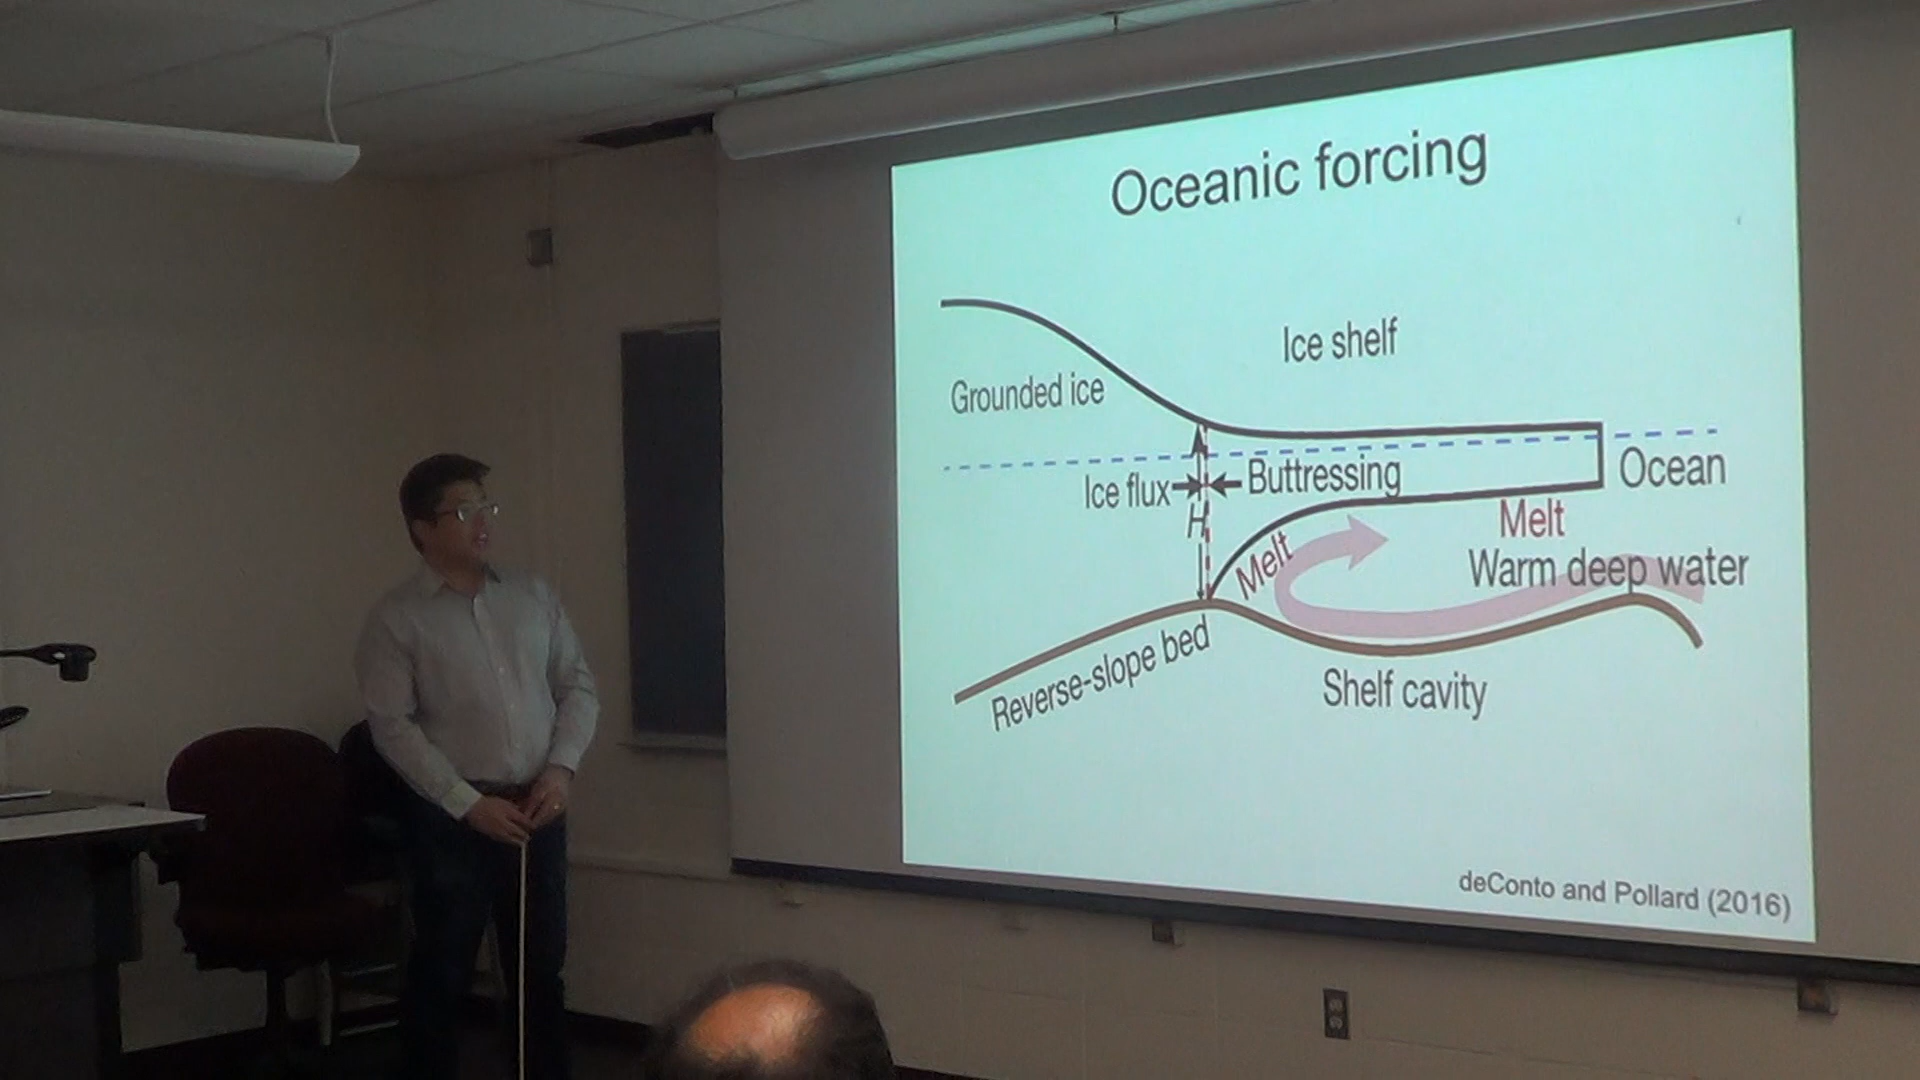 Oceanic forcing
Ice shelf
Grounded ice
Ice flux
Buttressing
Ocean
H
Melt
Melt
Warm deep water
Reverse-slope bed
Shelf cavity
deConto and Pollard (2016)